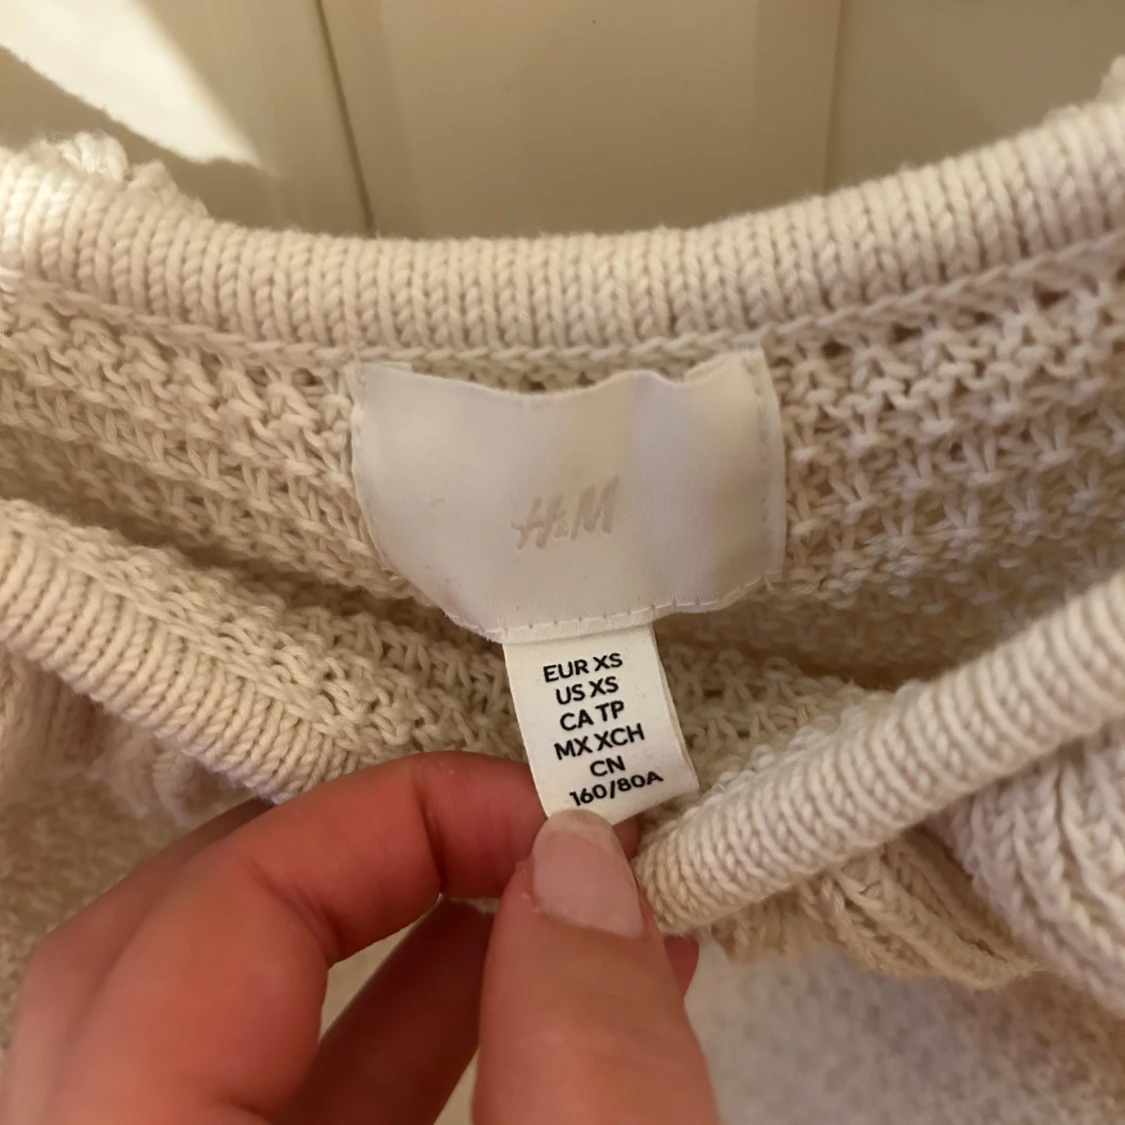 H&M
EUR XS
US XS
CA TP
MX XCH
CN
160/80A